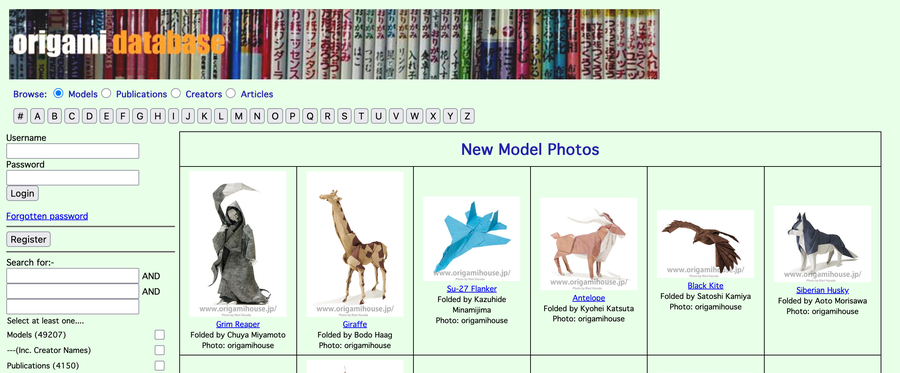 origami database
Browse: Models Publications Creators Articles
# A B C D E F G H I J K L M N O P Q R S T U V W X Y Z
Username
Password
Login
Forgotten password
Register
Search for:-
AND
AND
Select at least one....
Models (49207)
---(Inc. Creator Names)
Publications (4150)
New Model Photos
www.origamihouse.jp/
Grim Reaper
Folded by Chuya Miyamoto
Photo: origamihouse
www.origamihouse.jp/
Giraffe
Folded by Bodo Haag
Photo: origamihouse
www.origamihouse.jp/
Su-27 Flanker
Folded by Kazuhide
Minamijima
Photo: origamihouse
www.origamihouse.jp/
Antelope
Folded by Kyohei Katsuta
Photo: origamihouse
www.origamihouse.jp/
Black Kite
Folded by Satoshi Kamiya
Photo: origamihouse
www.origamihouse.jp/
Siberian Husky
Folded by Aoto Morisawa
Photo: origamihouse